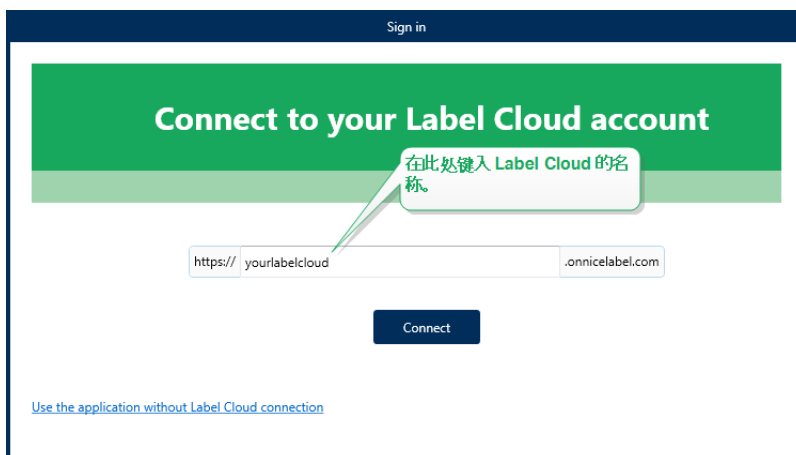 Sign in
Connect to your Label Cloud account
在此处键入 Label Cloud 的名
称。
https:// yourlabelcloud .onnicelabel.com
Connect
Use the application without Label Cloud connection